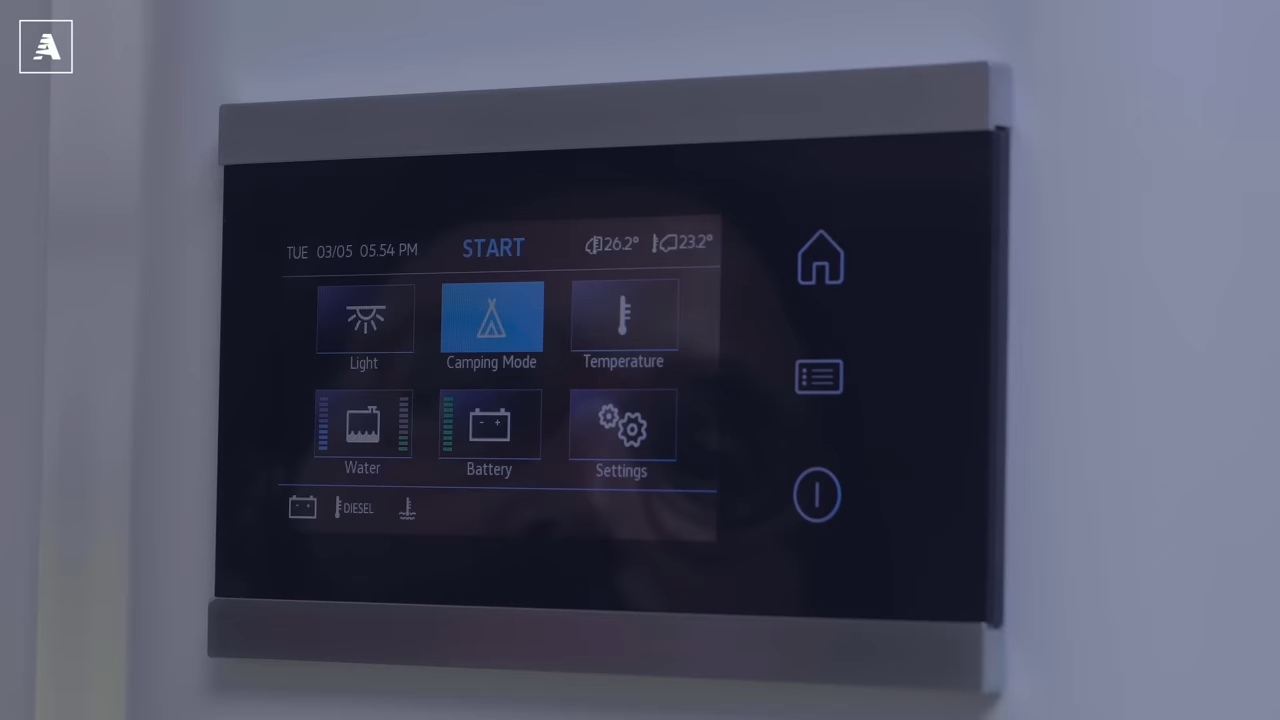 A
TUE 03/05 05.54 PM START 26.2° 23.2°
Light Camping Mode Temperature
Water Battery Settings
DIESEL